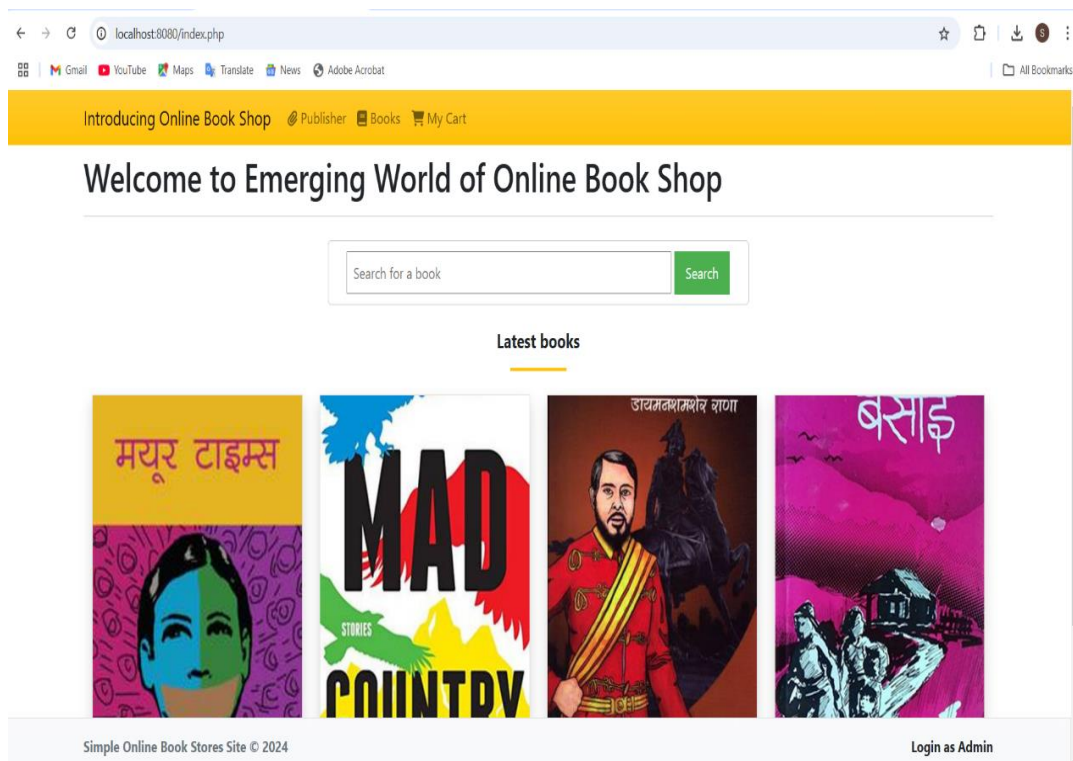 localhost:8080/index.php
S
Gmail YouTube Maps Translate News Adobe Acrobat
All Bookmarks
Introducing Online Book Shop Publisher Books My Cart
Welcome to Emerging World of Online Book Shop
Search for a book Search
Latest books
मयूर टाइम्स
MAD
STORIES
COUNTRY
डायमनशमशेर राणा
बसाइँ
Simple Online Book Stores Site © 2024 Login as Admin